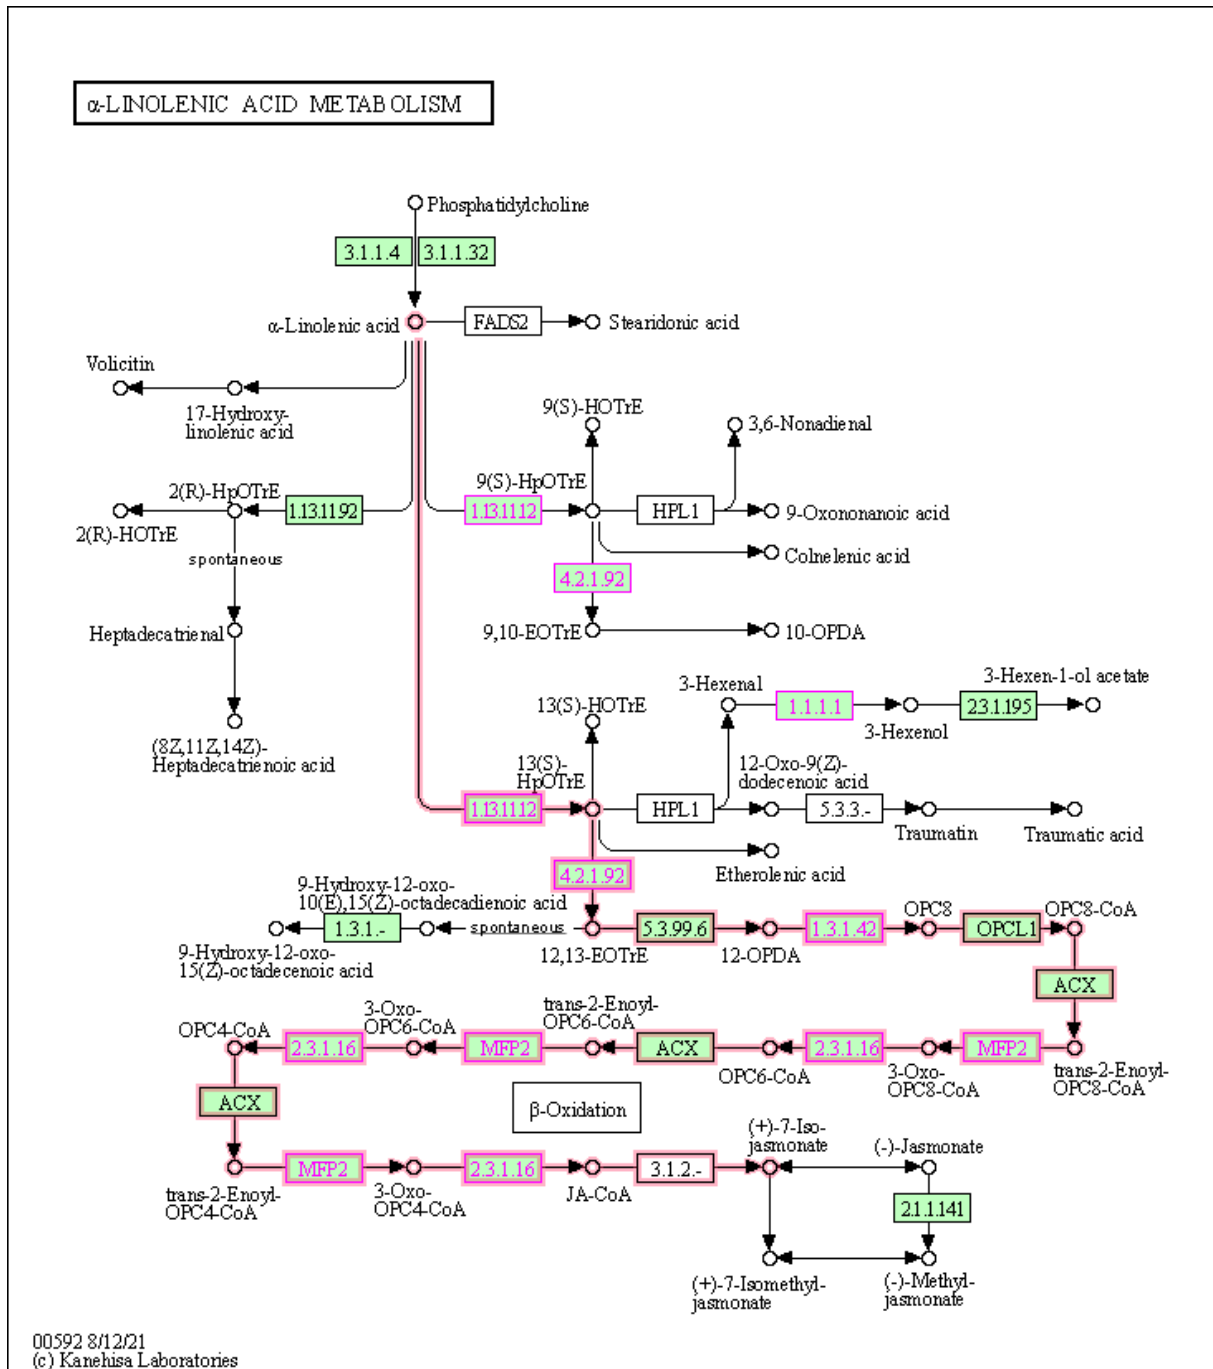 α-LINOLENIC ACID METABOLISM
Phosphatidylcholine
3.1.1.4 3.1.1.32
α-Linolenic acid FADS2 Stearidonic acid
Volicitin
17-Hydroxy-
linolenic acid
9(S)-HOTrE
3,6-Nonadienal
9(S)-HpOTrE
2(R)-HpOTrE
1.13.1192
1.13.1112
HPL1
9-Oxononanoic acid
2(R)-HOTrE
spontaneous
Colnelenic acid
4.2.1.92
Heptadecatrienal
9,10-EOTrE
10-OPDA
3-Hexen-1-ol acetate
3-Hexenal
1.1.1.1
2.3.1.195
3-Hexenol
13(S)-HOTrE
(8Z,11Z,14Z)-
Heptadecatrienoic acid
13(S)-
HpOTrE
12-Oxo-9(Z)-
dodecenoic acid
1.13.1112
HPL1
5.3.3.-
Traumatin
Traumatic acid
Etherolenic acid
4.2.1.92
9-Hydroxy-12-oxo-
10(E),15(Z)-octadecadienoic acid
OPC8
OPC8-CoA
1.3.1.-
spontaneous
5.3.99.6
1.3.1.42
OPCL1
9-Hydroxy-12-oxo-
15(Z)-octadecenoic acid
12,13-EOTrE
12-OPDA
ACX
trans-2-Enoyl-
OPC6-CoA
3-Oxo-
OPC6-CoA
OPC4-CoA
2.3.1.16
MFP2
ACX
2.3.1.16
MFP2
OPC6-CoA
3-Oxo-
OPC8-CoA
trans-2-Enoyl-
OPC8-CoA
ACX
β-Oxidation
(+)-7-Iso-
jasmonate
(-)-Jasmonate
MFP2
2.3.1.16
3.1.2.-
trans-2-Enoyl-
OPC4-CoA
3-Oxo-
OPC4-CoA
JA-CoA
2.1.1.141
(+)-7-Isomethyl-
jasmonate
(-)-Methyl-
jasmonate
00592 8/12/21
(c) Kanehisa Laboratories